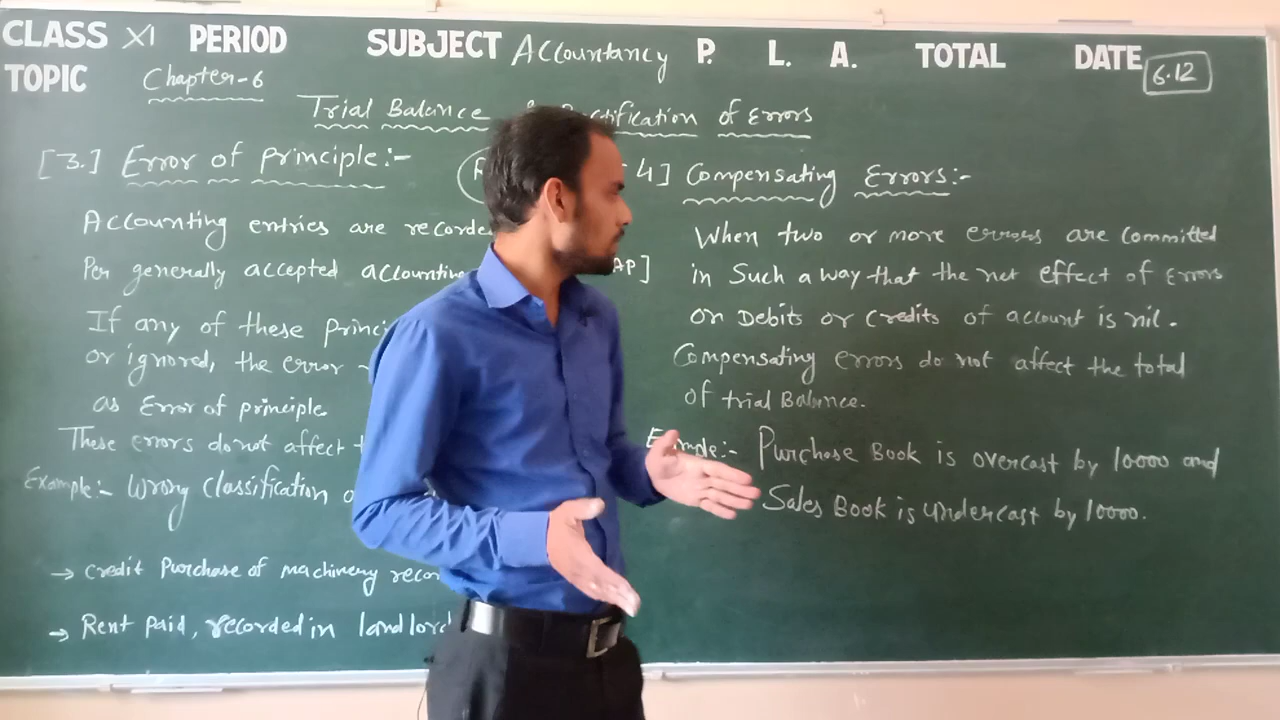 CLASS XI PERIOD SUBJECT Accountancy P. L. A. TOTAL DATE 6.12
TOPIC Chapter-6
Trial Balance of Errors
[3.] Error of principle:-
Accounting entries are
Per generally accepted
If any of these
or ignored, the error
as Error of principle
These errors do not affect
Example:- Wrong Classification
→ Credit Purchase of machinery
→ Rent Paid, recorded in
4] Compensating Errors:-
When two or more errors are committed
in Such a way that the net effect of Errors
on Debits or Credits of account is nil.
Compensating errors do not affect the total
of trial Balance.
Purchase Book is overcast by 10000 and
Sales Book is undercast by 10000.